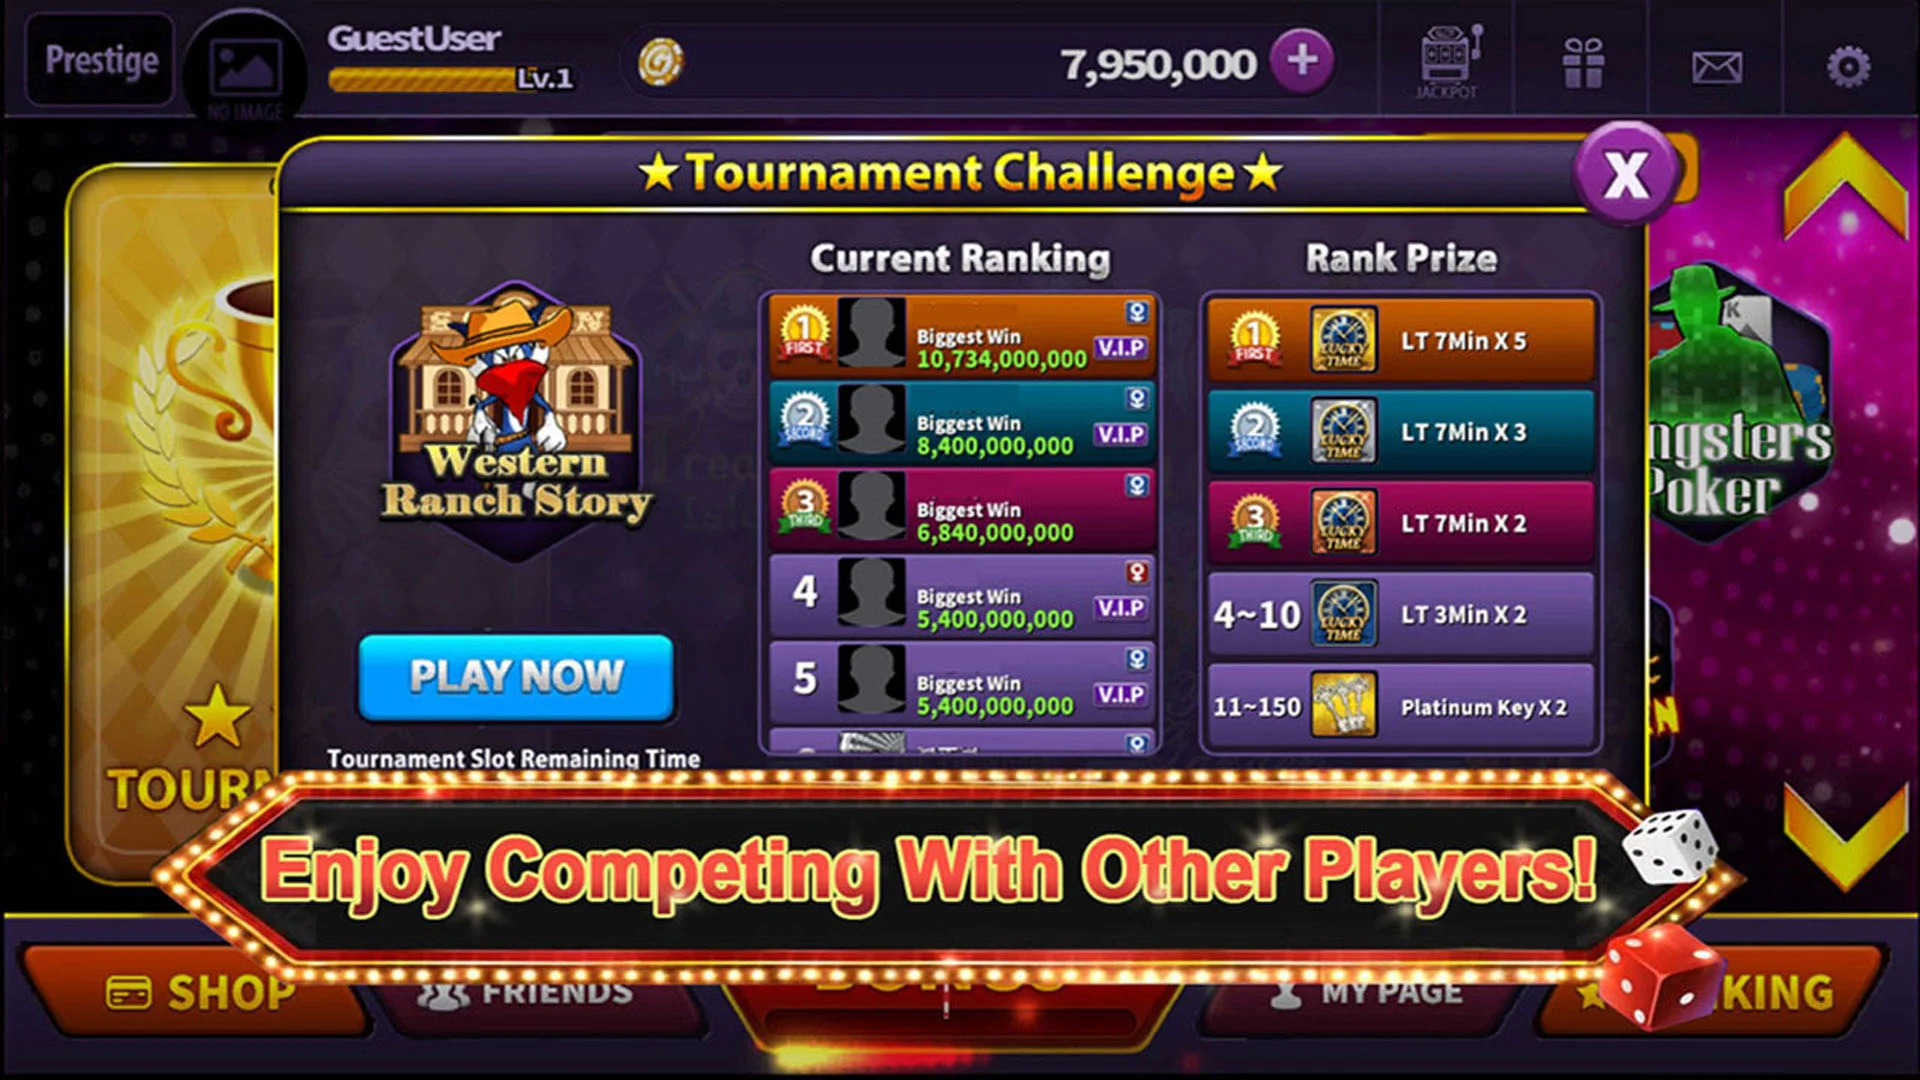 Prestige
NO IMAGE
GuestUser
Lv.1
G
7,950,000
+
JACKPOT
★Tournament Challenge★
X
Western
Ranch Story
PLAY NOW
Tournament Slot Remaining Time
Current Ranking
1
FIRST
Biggest Win
10,734,000,000
V.I.P
2
SECOND
Biggest Win
8,400,000,000
V.I.P
3
THIRD
Biggest Win
6,840,000,000
4
Biggest Win
5,400,000,000
V.I.P
5
Biggest Win
5,400,000,000
V.I.P
Rank Prize
1
FIRST
LUCKY
TIME
LT 7Min X 5
2
SECOND
LUCKY
TIME
LT 7Min X 3
3
THIRD
LUCKY
TIME
LT 7Min X 2
4~10
LUCKY
TIME
LT 3Min X 2
11~150
Platinum Key X 2
K
ngsters
Poker
TOURN
Enjoy Competing With Other Players!
SHOP
FRIENDS
BONUS
MY PAGE
KING